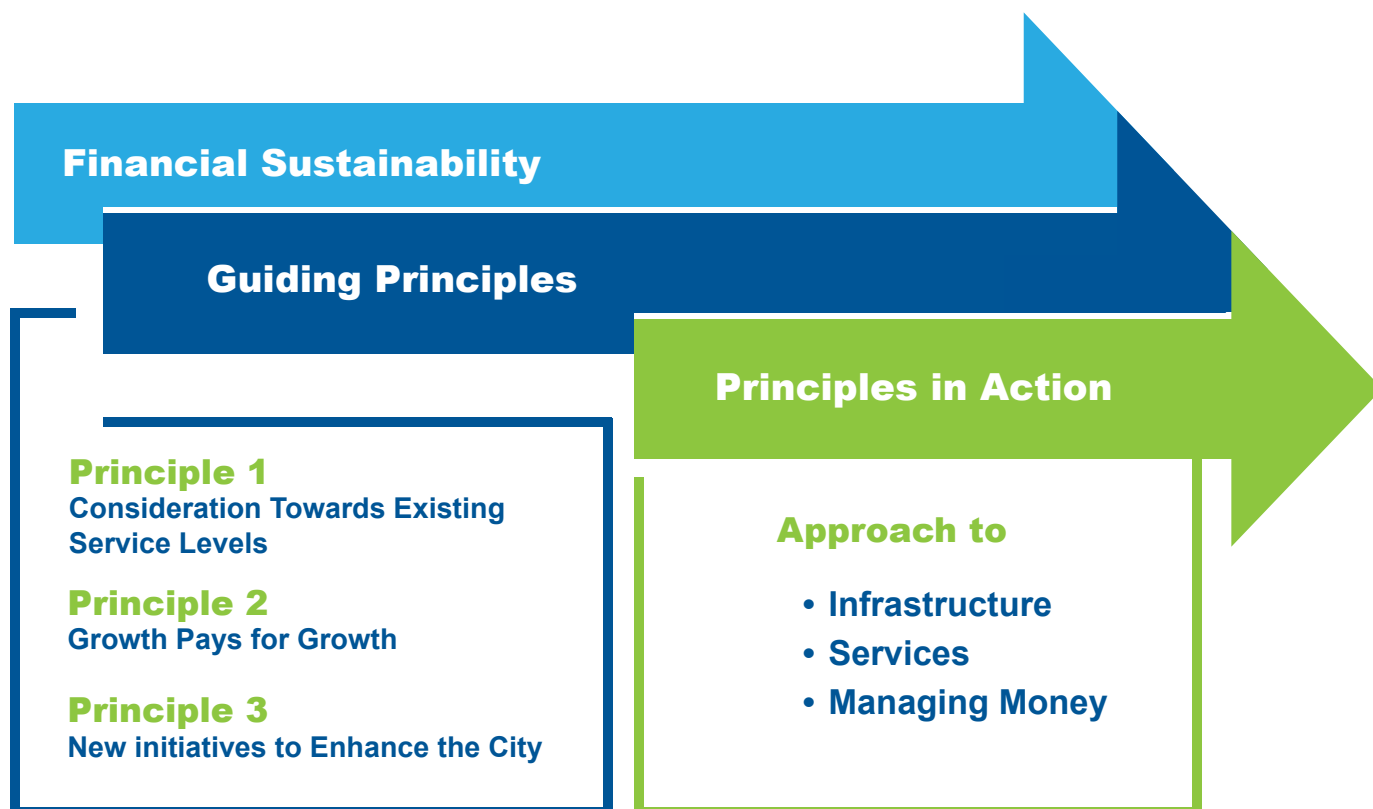 Financial Sustainability
Guiding Principles
Principles in Action
Principle 1
Consideration Towards Existing
Service Levels
Principle 2
Growth Pays for Growth
Principle 3
New initiatives to Enhance the City
Approach to
• Infrastructure
• Services
• Managing Money